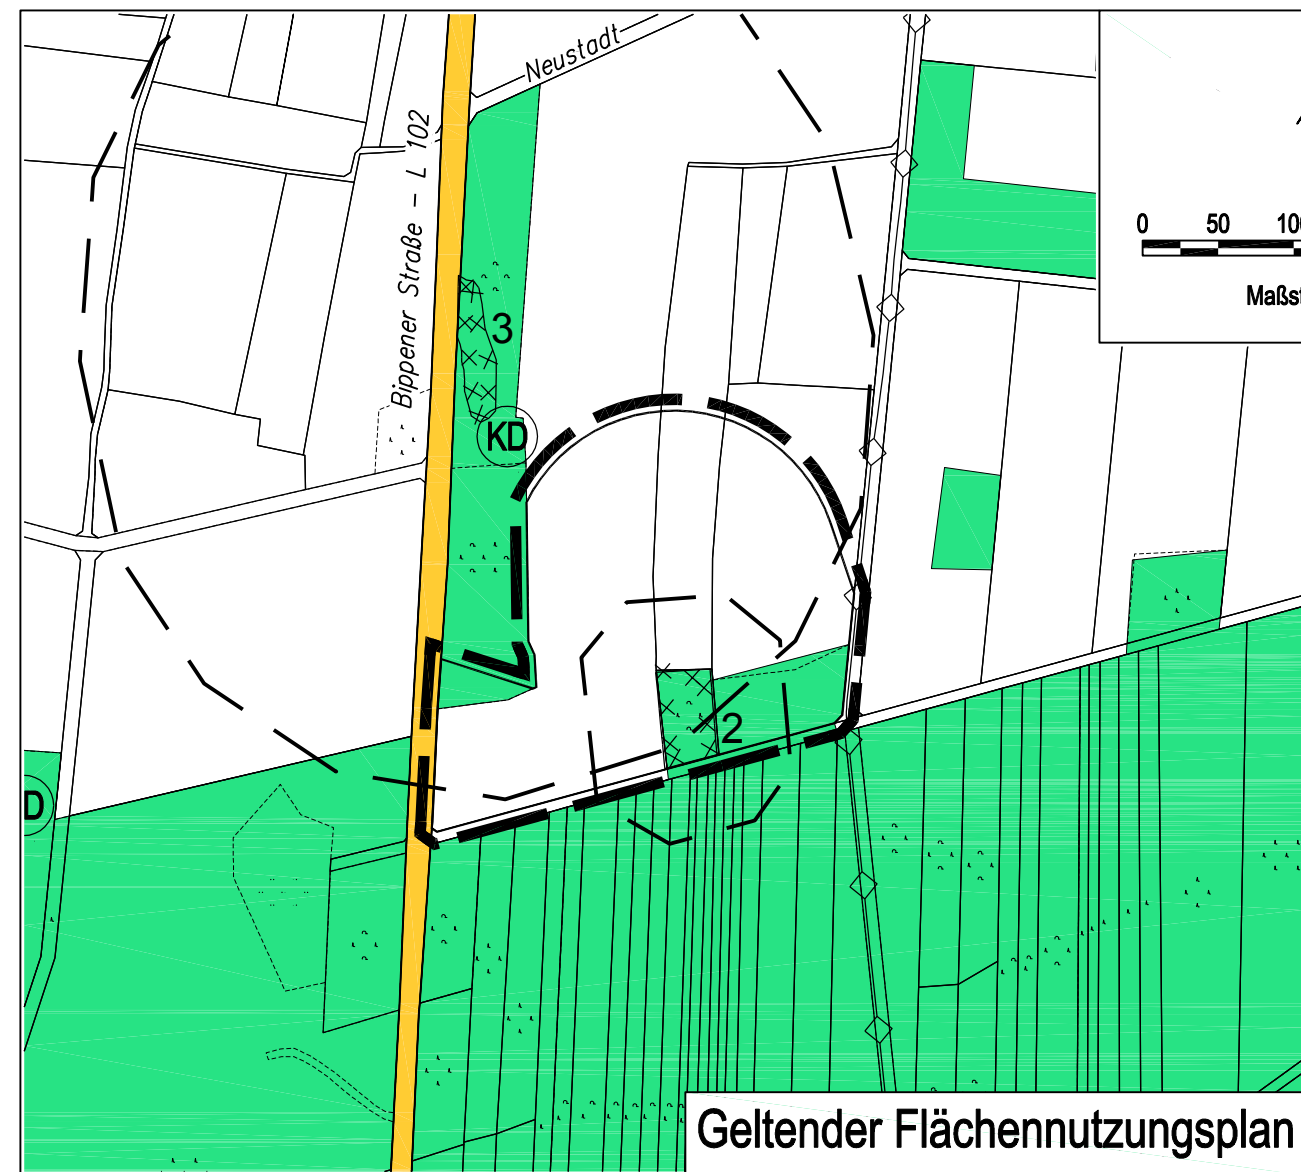 Neustadt
Bippener Straße - L 102
0 50
3
KD
2
D
Geltender Flächennutzungsplan